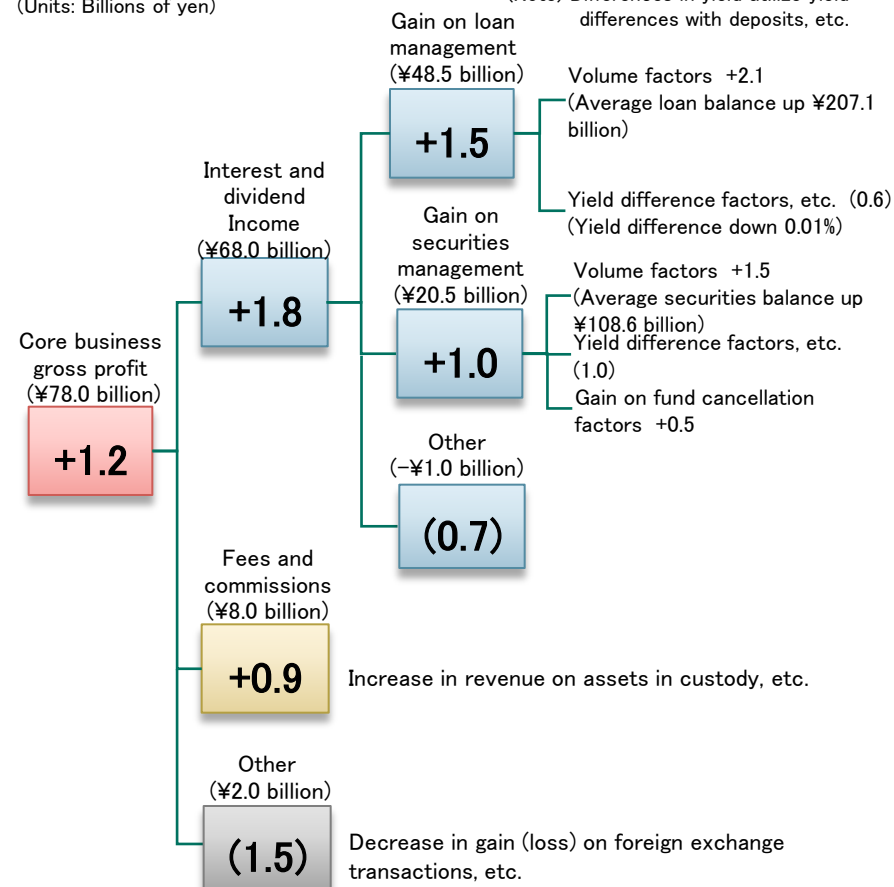 (Units: Billions of yen)
differences with deposits, etc.
Gain on loan
management
(¥48.5 billion)
+1.5
Volume factors +2.1
(Average loan balance up ¥207.1
billion)
Yield difference factors, etc. (0.6)
(Yield difference down 0.01%)
Interest and
dividend
Income
(¥68.0 billion)
+1.8
Gain on
securities
management
(¥20.5 billion)
+1.0
Volume factors +1.5
(Average securities balance up
¥108.6 billion)
Yield difference factors, etc.
(1.0)
Gain on fund cancellation
factors +0.5
Core business
gross profit
(¥78.0 billion)
+1.2
Other
(−¥1.0 billion)
(0.7)
Fees and
commissions
(¥8.0 billion)
+0.9
Increase in revenue on assets in custody, etc.
Other
(¥2.0 billion)
(1.5)
Decrease in gain (loss) on foreign exchange
transactions, etc.